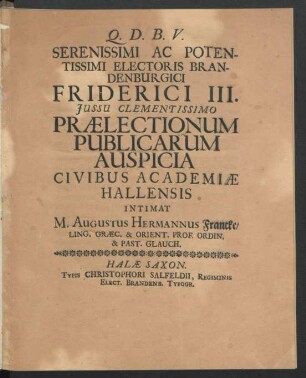 Q. D. B. V.
SERENISSIMI AC POTEN-
TISSIMI ELECTORIS BRAN-
DENBURGICI
FRIDERICI III.
JUSSU CLEMENTISSIMO
PRÆLECTIONUM
PUBLICARUM
AUSPICIA
CIVIBUS ACADEMIÆ
HALLENSIS
INTIMAT
M. AUGUSTUS HERMANNUS Francke/
LING. GRÆC. & ORIENT. PROF. ORDIN.
& PAST. GLAUCH.
HALÆ SAXON.
TYPIS CHRISTOPHORI SALFELDII, REGIMINIS
ELECT. BRANDENB. TYPOGR.